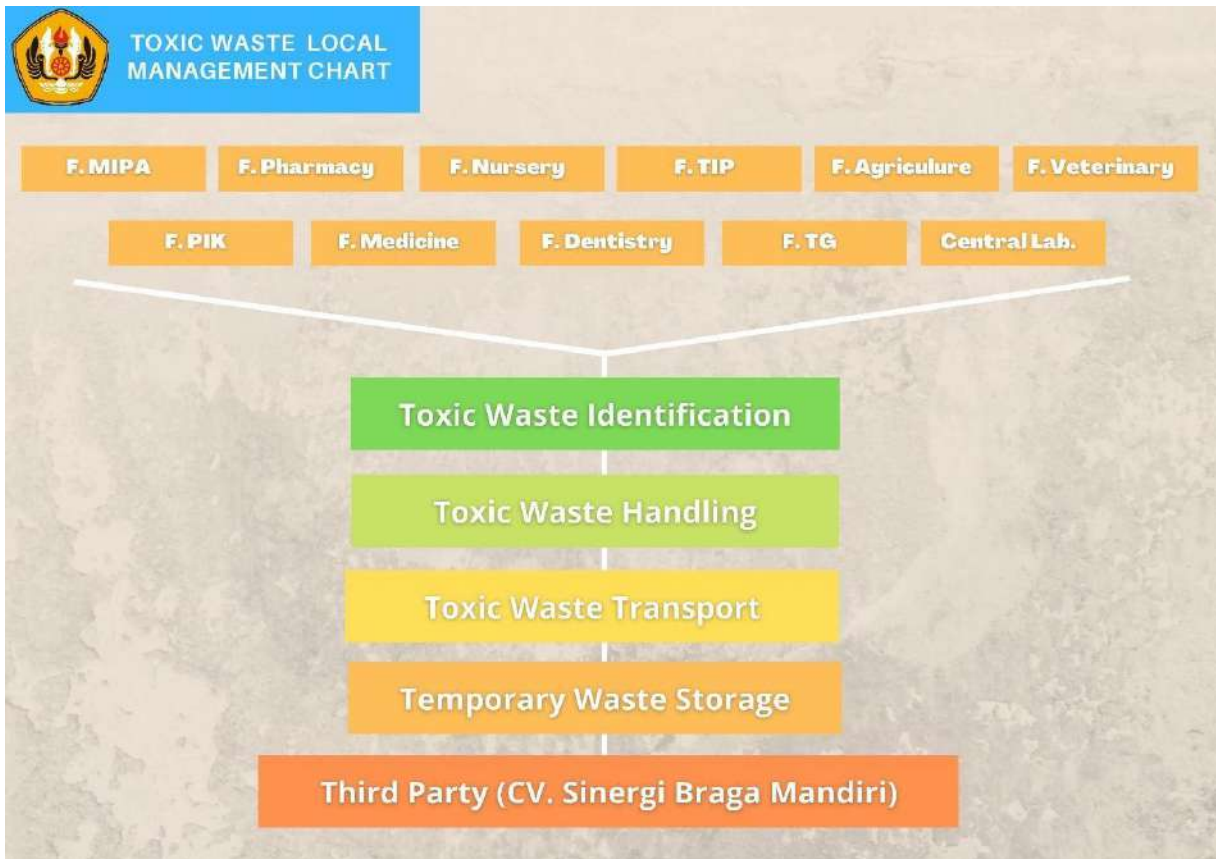 TOXIC WASTE LOCAL
MANAGEMENT CHART
F. MIPA
F. Pharmacy
F. Nursery
F. TIP
F. Agriculure
F. Veterinary
F. PIK
F. Medicine
F. Dentistry
F. TG
Central Lab.
Toxic Waste Identification
Toxic Waste Handling
Toxic Waste Transport
Temporary Waste Storage
Third Party (CV. Sinergi Braga Mandiri)